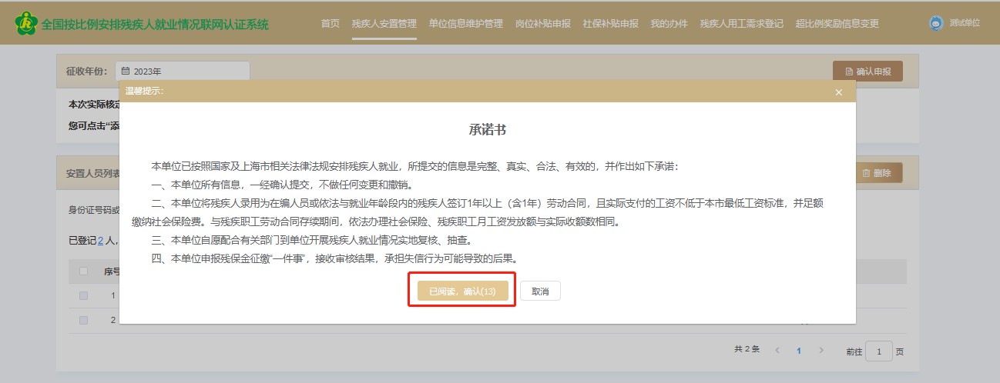 全国按比例安排残疾人就业情况联网认证系统
首页 残疾人安置管理 单位信息维护管理 岗位补贴申报 社保补贴申报 我的办件 残疾人用工需求登记 超比例奖励信息变更 测试单位
征收年份： 2023年 确认申报
温馨提示： ×
本次实际核定
您可点击“添
承诺书
本单位已按照国家及上海市相关法律法规安排残疾人就业，所提交的信息是完整、真实、合法、有效的，并作出如下承诺：
安置人员列表 删除
一、本单位所有信息，一经确认提交，不做任何变更和撤销。
二、本单位将残疾人录用为在编人员或依法与就业年龄段内的残疾人签订1年以上（含1年）劳动合同，且实际支付的工资不低于本市最低工资标准，并足额
身份证号码或
缴纳社会保险费。与残疾职工劳动合同存续期间，依法办理社会保险、残疾职工月工资发放额与实际收额数相同。
三、本单位自愿配合有关部门到单位开展残疾人就业情况实地复核、抽查。
已登记2人，
四、本单位申报残保金征缴“一件事”，接收审核结果，承担失信行为可能导致的后果。
序号
已阅读，确认(13) 取消
1
2
共 2 条 < 1 > 前往 1 页